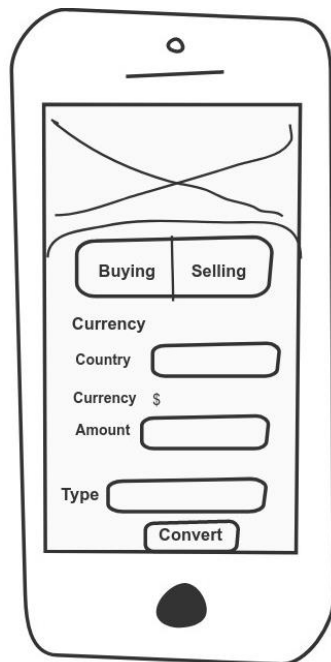 Buying Selling
Currency
Country
Currency $
Amount
Type
Convert